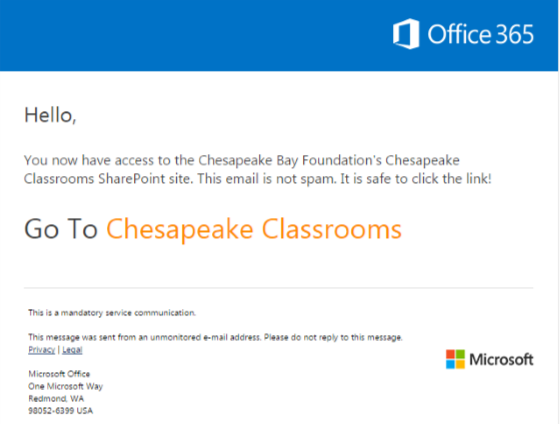 Office 365
Hello,
You now have access to the Chesapeake Bay Foundation's Chesapeake
Classrooms SharePoint site. This email is not spam. It is safe to click the link!
Go To Chesapeake Classrooms
This is a mandatory service communication.
This message was sent from an unmonitored e-mail address. Please do not reply to this message.
Privacy | Legal
Microsoft
Microsoft Office
One Microsoft Way
Redmond, WA
98052-6399 USA